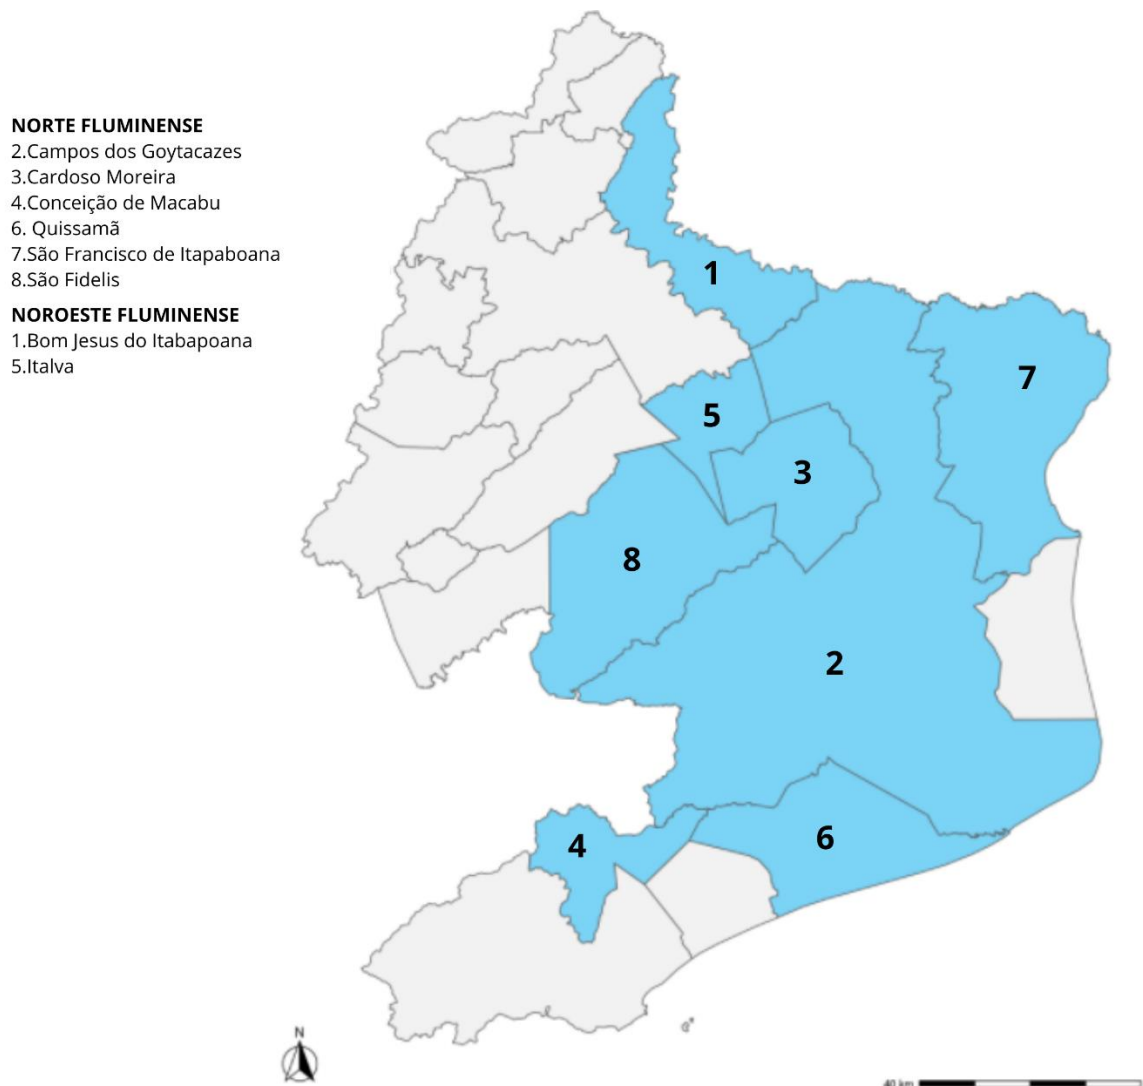 NORTE FLUMINENSE
2.Campos dos Goytacazes
3.Cardoso Moreira
4.Conceição de Macabu
6. Quissamã
7.São Francisco de Itapaboana
8.São Fidelis
NOROESTE FLUMINENSE
1.Bom Jesus do Itabapoana
5.Italva
1
7
5
3
8
2
6
4
N
40 km